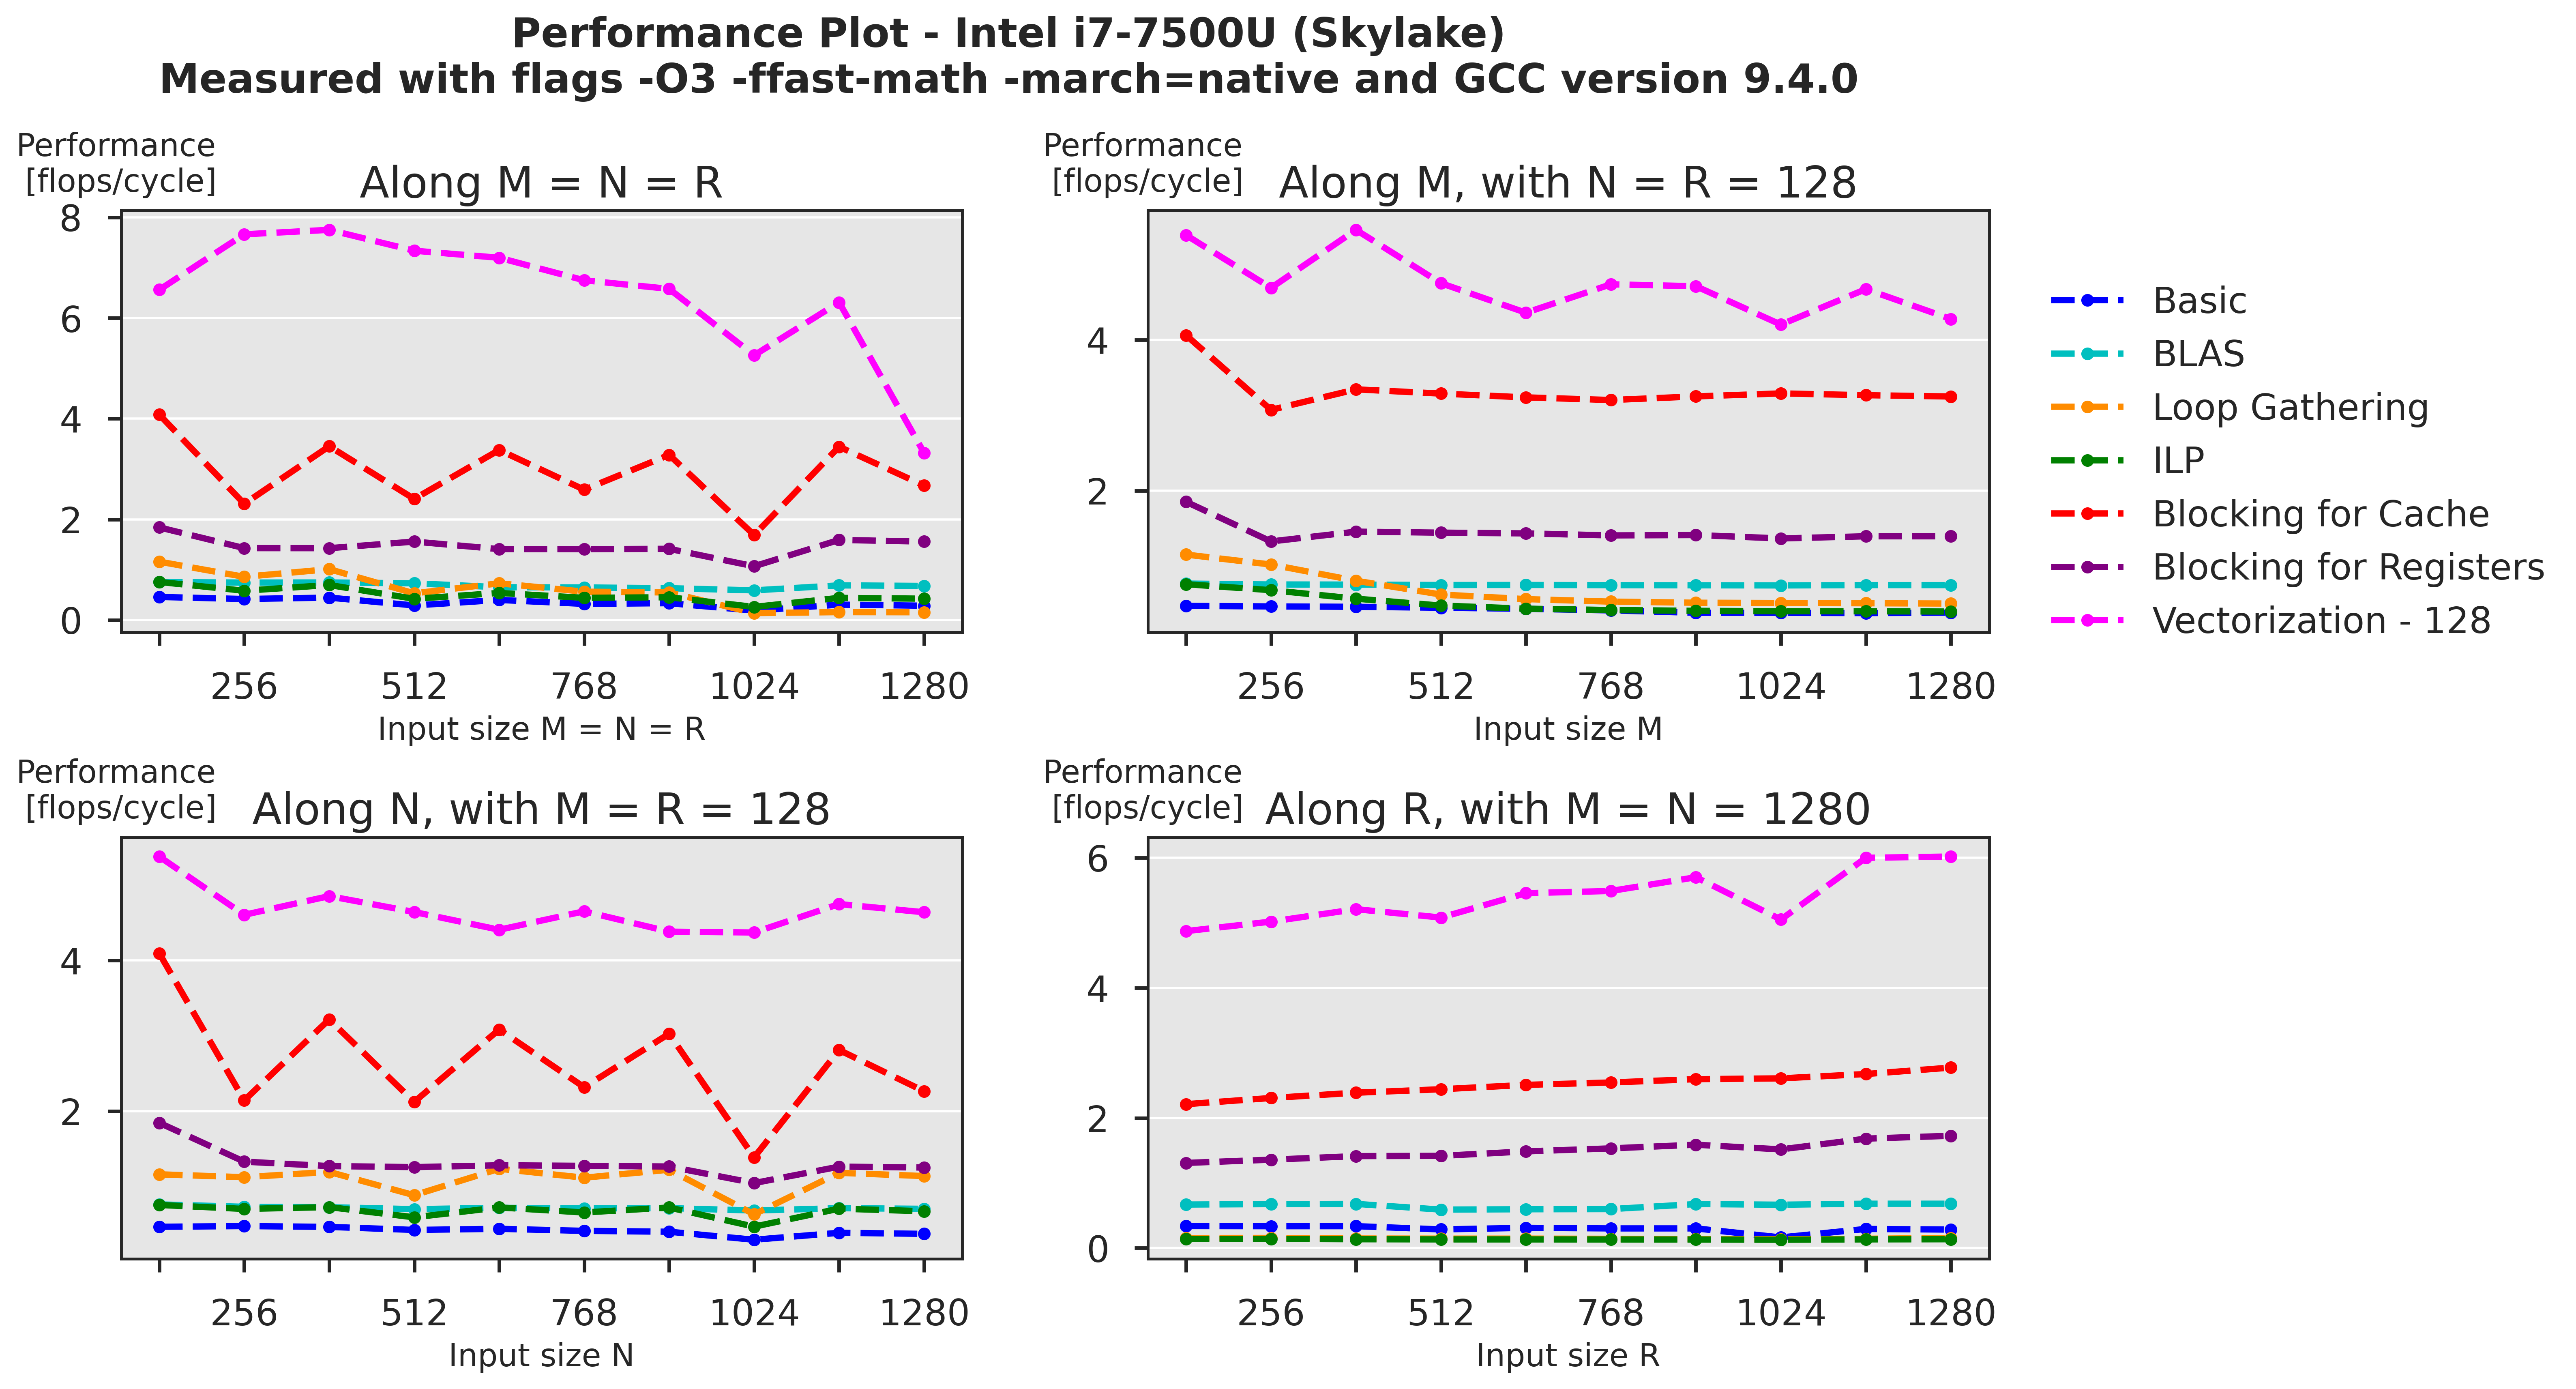 Performance Plot - Intel i7-7500U (Skylake)
Measured with flags -O3 -ffast-math -march=native and GCC version 9.4.0
Performance
[flops/cycle]
Along M = N = R
8
6
4
2
0
256 512 768 1024 1280
Input size M = N = R
Performance
[flops/cycle]
Along M, with N = R = 128
4
2
256 512 768 1024 1280
Input size M
Basic
BLAS
Loop Gathering
ILP
Blocking for Cache
Blocking for Registers
Vectorization - 128
Performance
[flops/cycle]
Along N, with M = R = 128
4
2
256 512 768 1024 1280
Input size N
Performance
[flops/cycle]
Along R, with M = N = 1280
6
4
2
0
256 512 768 1024 1280
Input size R